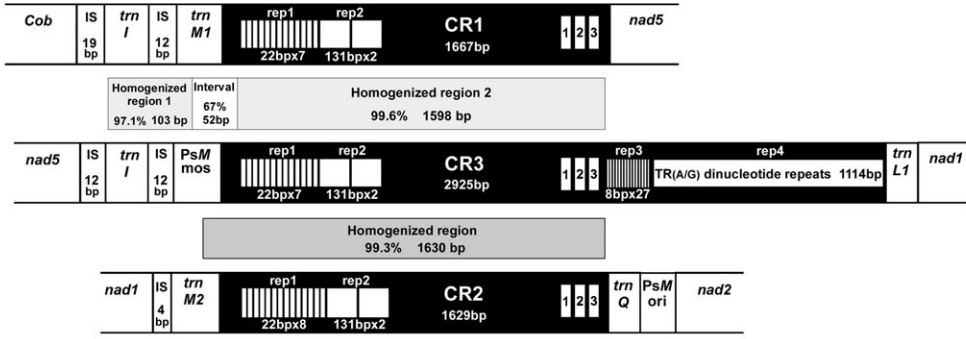 Cob IS trn I IS trn M1 rep1 rep2 CR1 1 2 3 nad5
19 bp 12 bp 22bpx7 131bpx2 1667bp
Homogenized region 1 Interval Homogenized region 2
97.1% 103 bp 67% 52bp 99.6% 1598 bp
nad5 IS trn I IS PsM mos rep1 rep2 CR3 1 2 3 rep3 rep4 trn L1 nad1
12 bp 12 bp 22bpx7 131bpx2 2925bp 8bpx27 TR(A/G) dinucleotide repeats 1114bp
Homogenized region
99.3% 1630 bp
nad1 IS trn M2 rep1 rep2 CR2 1 2 3 trn Q PsM ori nad2
4 bp 22bpx8 131bpx2 1629bp